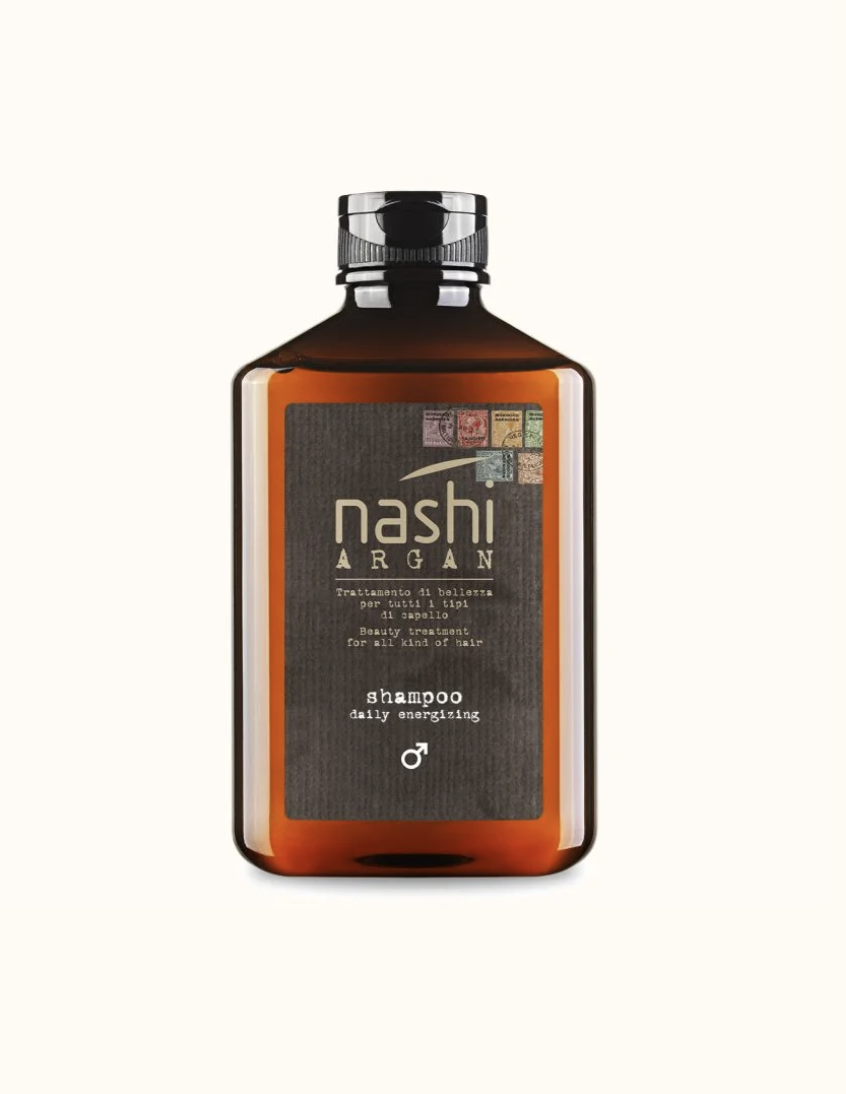 nashi
ARGAN
Trattamento di bellezza
per tutti i tipi
di capello
Beauty treatment
for all kind of hair
shampoo
daily energizing